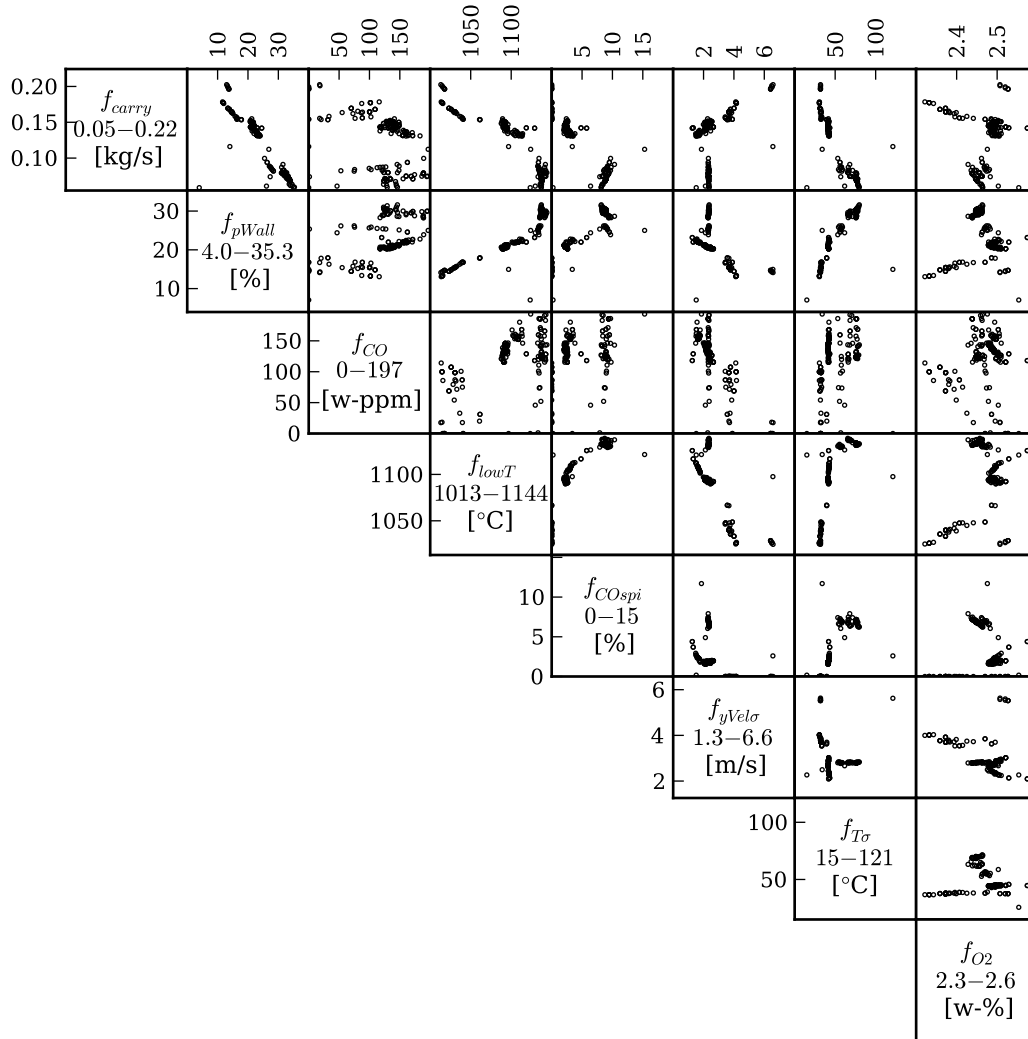 10 20 30 50 100 150 1050 1100 5 10 15 2 4 6 50 100 2.4 2.5
0.20
0.15
0.10
f_carry
0.05−0.22
[kg/s]
30
20
10
f_pWall
4.0−35.3
[%]
150
100
50
0
f_CO
0−197
[w-ppm]
1100
1050
f_lowT
1013−1144
[°C]
10
5
0
f_COspi
0−15
[%]
6
4
2
f_yVelσ
1.3−6.6
[m/s]
100
50
f_Tσ
15−121
[°C]
f_O2
2.3−2.6
[w-%]